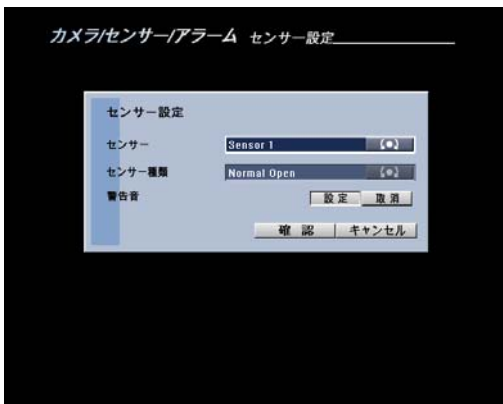 カメラ/センサー/アラーム センサー設定
センサー設定
センサー Sensor 1
センサー種類 Normal Open
警告音 設定 取消
確認 キャンセル